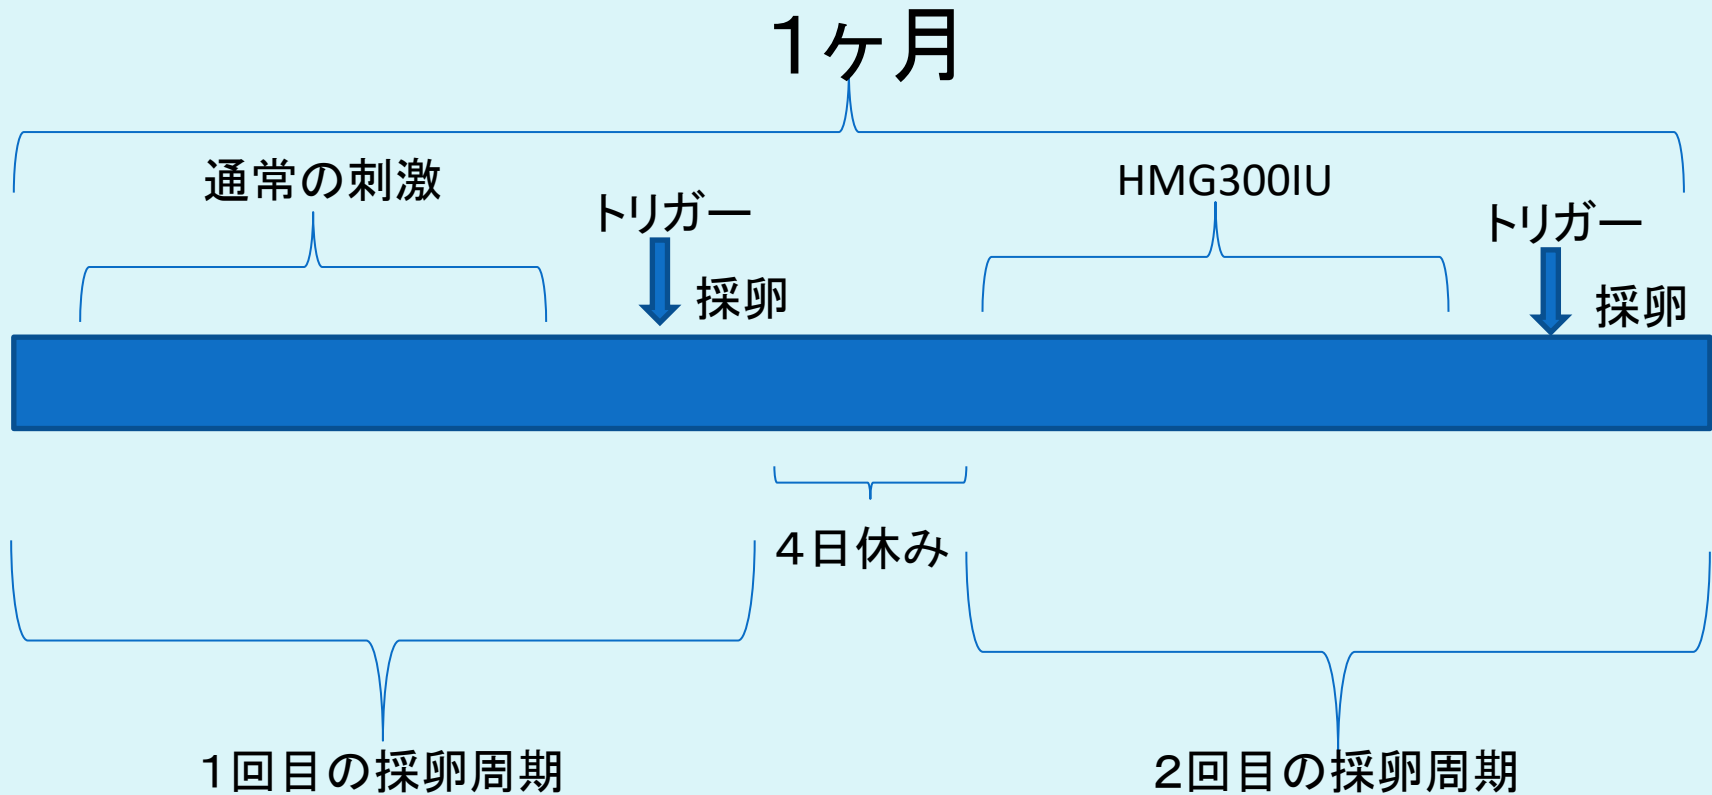 １ヶ月
通常の刺激
HMG300IU
トリガー
トリガー
採卵
採卵
４日休み
１回目の採卵周期
２回目の採卵周期